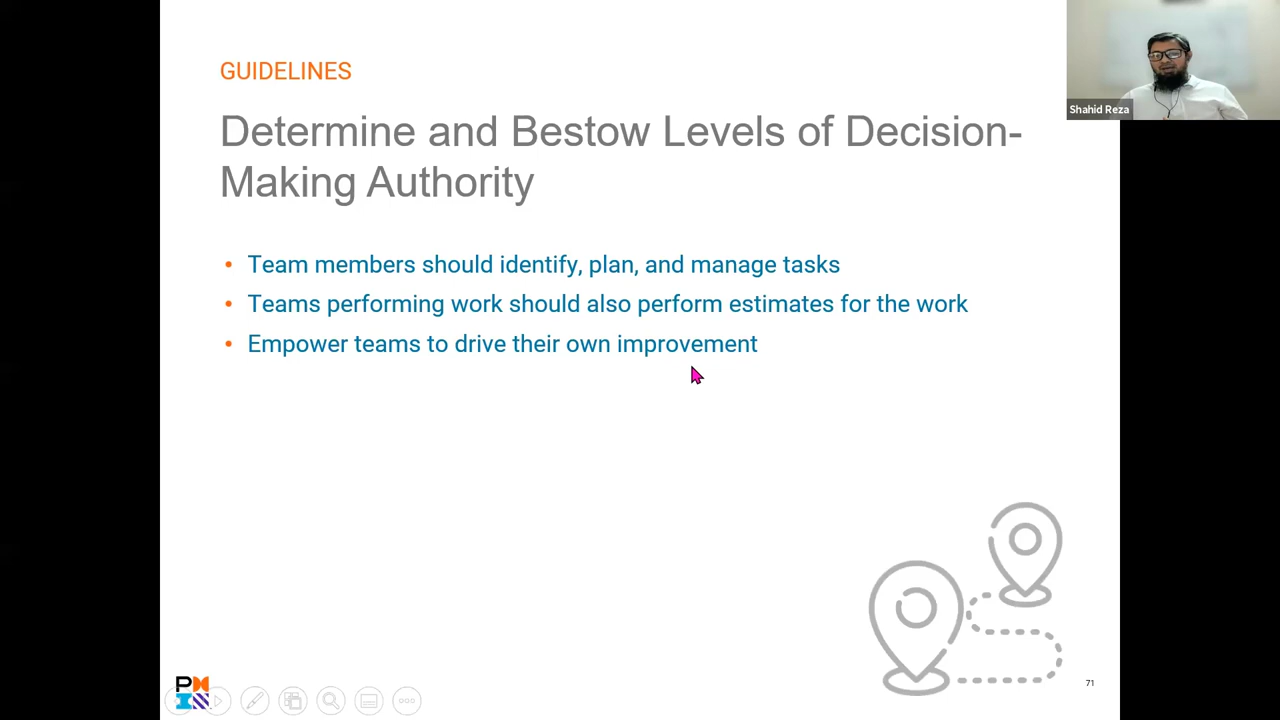 GUIDELINES
Shahid Reza
Determine and Bestow Levels of Decision-
Making Authority
• Team members should identify, plan, and manage tasks
• Teams performing work should also perform estimates for the work
• Empower teams to drive their own improvement
71